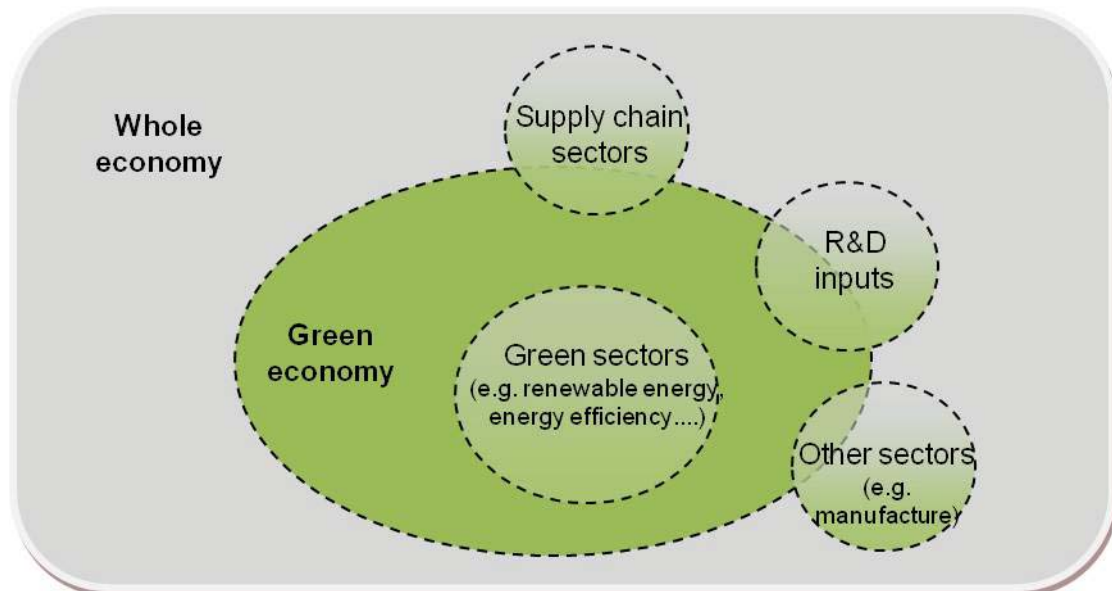 Whole
economy
Supply chain
sectors
R&D
inputs
Green
economy
Green sectors
(e.g. renewable energy,
energy efficiency....)
Other sectors
(e.g.
manufacture)